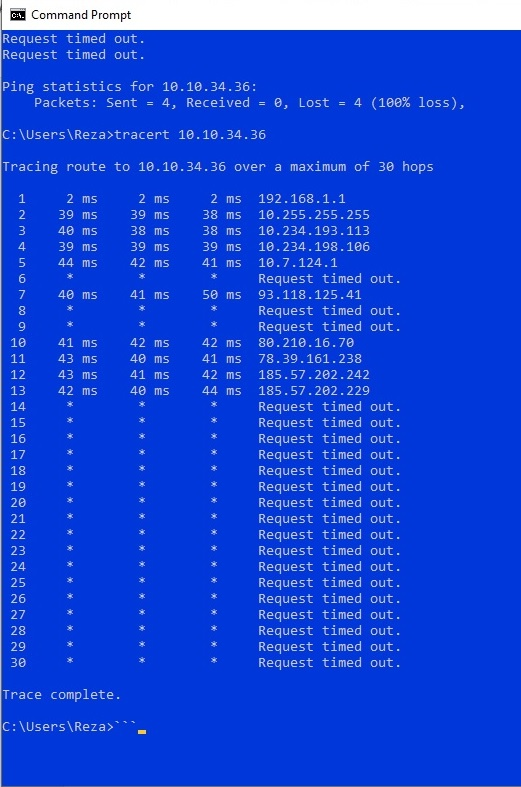 Command Prompt
Request timed out.
Request timed out.
Ping statistics for 10.10.34.36:
Packets: Sent = 4, Received = 0, Lost = 4 (100% loss),
C:\Users\Reza>tracert 10.10.34.36
Tracing route to 10.10.34.36 over a maximum of 30 hops
1 2 ms 2 ms 2 ms 192.168.1.1
2 39 ms 39 ms 38 ms 10.255.255.255
3 40 ms 38 ms 38 ms 10.234.193.113
4 39 ms 39 ms 39 ms 10.234.198.106
5 44 ms 42 ms 41 ms 10.7.124.1
6 * * * Request timed out.
7 40 ms 41 ms 50 ms 93.118.125.41
8 * * * Request timed out.
9 * * * Request timed out.
10 41 ms 42 ms 42 ms 80.210.16.70
11 43 ms 40 ms 41 ms 78.39.161.238
12 43 ms 41 ms 42 ms 185.57.202.242
13 42 ms 40 ms 44 ms 185.57.202.229
14 * * * Request timed out.
15 * * * Request timed out.
16 * * * Request timed out.
17 * * * Request timed out.
18 * * * Request timed out.
19 * * * Request timed out.
20 * * * Request timed out.
21 * * * Request timed out.
22 * * * Request timed out.
23 * * * Request timed out.
24 * * * Request timed out.
25 * * * Request timed out.
26 * * * Request timed out.
27 * * * Request timed out.
28 * * * Request timed out.
29 * * * Request timed out.
30 * * * Request timed out.
Trace complete.
C:\Users\Reza>```